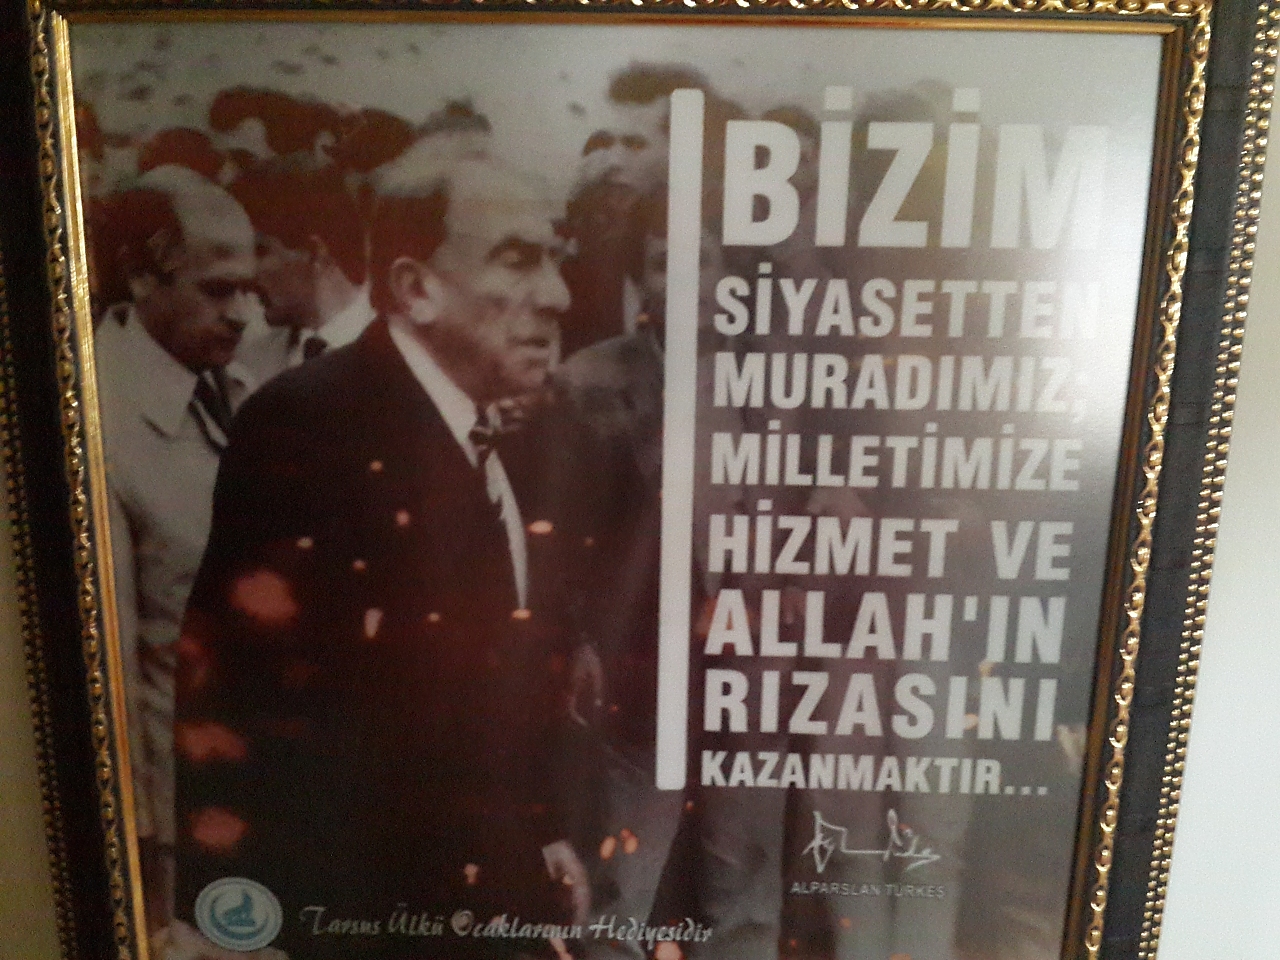 BİZİM
SİYASETTEN
MURADIMIZ;
MİLLETİMİZE
HİZMET VE
ALLAH'IN
RIZASINI
KAZANMAKTIR...
ALPARSLAN TÜRKEŞ
Tarsus Ülkü Ocaklarının Hediyesidir